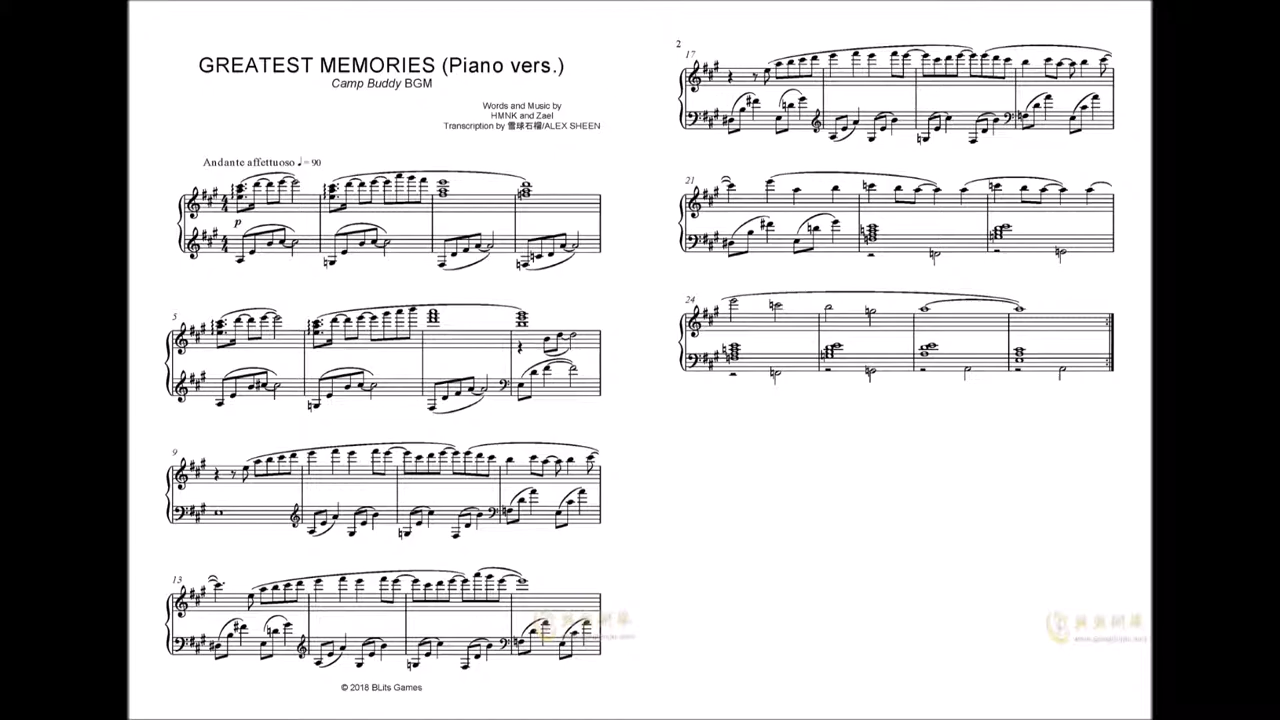 GREATEST MEMORIES (Piano vers.)
Camp Buddy BGM
Words and Music by
HMNK and Zael
Transcription by 雪球石榴/ALEX SHEEN
Andante affettuoso ♩= 90
p
5
9
13
© 2018 BLits Games
2
17
21
24